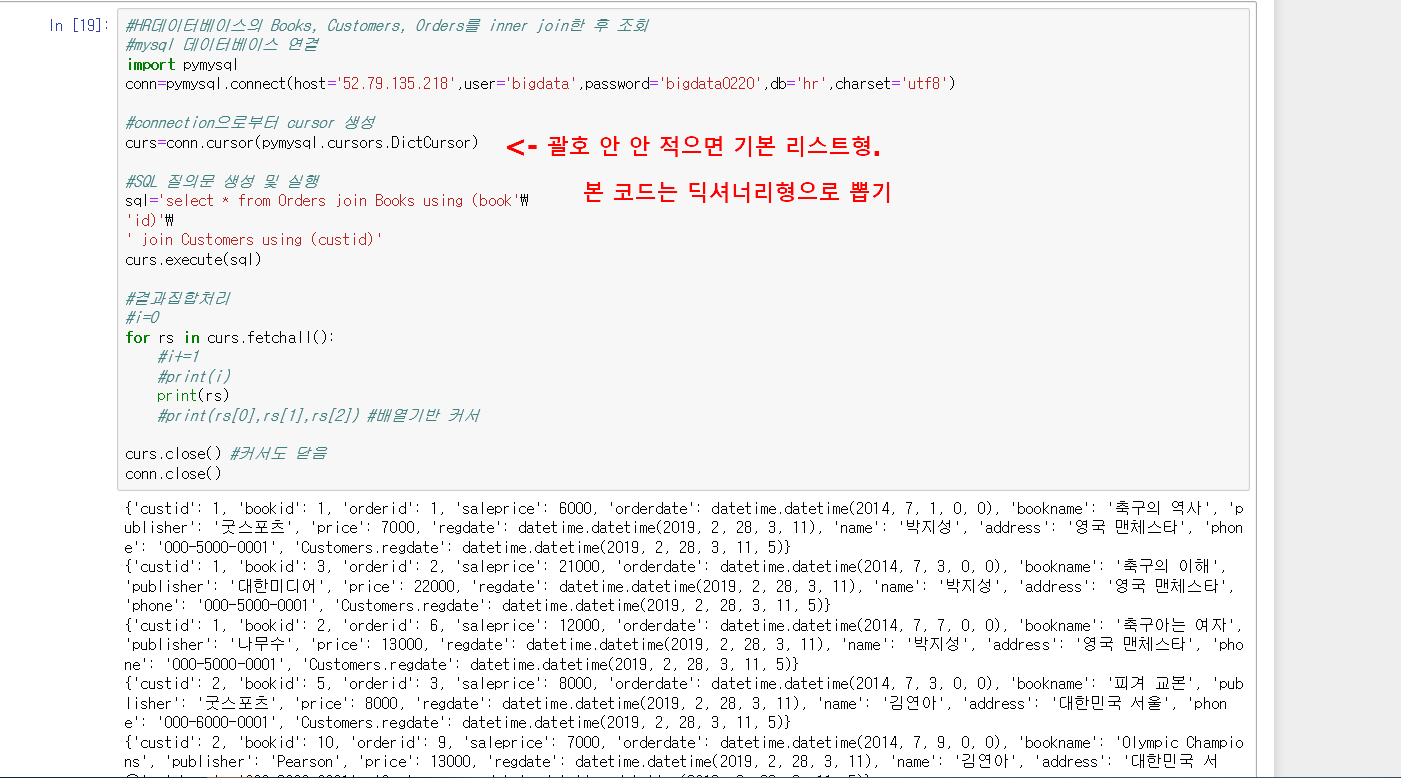 In [19]:
#HR데이터베이스의 Books, Customers, Orders를 inner join한 후 조회
#mysql 데이터베이스 연결
import pymysql
conn=pymysql.connect(host='52.79.135.218',user='bigdata',password='bigdata0220',db='hr',charset='utf8')
#connection으로부터 cursor 생성
curs=conn.cursor(pymysql.cursors.DictCursor)
<- 괄호 안 안 적으면 기본 리스트형.
#SQL 질의문 생성 및 실행
본 코드는 딕셔너리형으로 뽑기
sql='select * from Orders join Books using (book'₩
'id)'₩
' join Customers using (custid)'
curs.execute(sql)
#결과집합처리
#i=0
for rs in curs.fetchall():
#i+=1
#print(i)
print(rs)
#print(rs[0],rs[1],rs[2]) #배열기반 커서
curs.close() #커서도 닫음
conn.close()
{'custid': 1, 'bookid': 1, 'orderid': 1, 'saleprice': 6000, 'orderdate': datetime.datetime(2014, 7, 1, 0, 0), 'bookname': '축구의 역사', 'p
ublisher': '굿스포츠', 'price': 7000, 'regdate': datetime.datetime(2019, 2, 28, 3, 11), 'name': '박지성', 'address': '영국 맨체스타', 'phon
e': '000-5000-0001', 'Customers.regdate': datetime.datetime(2019, 2, 28, 3, 11, 5)}
{'custid': 1, 'bookid': 3, 'orderid': 2, 'saleprice': 21000, 'orderdate': datetime.datetime(2014, 7, 3, 0, 0), 'bookname': '축구의 이해',
'publisher': '대한미디어', 'price': 22000, 'regdate': datetime.datetime(2019, 2, 28, 3, 11), 'name': '박지성', 'address': '영국 맨체스타',
'phone': '000-5000-0001', 'Customers.regdate': datetime.datetime(2019, 2, 28, 3, 11, 5)}
{'custid': 1, 'bookid': 2, 'orderid': 6, 'saleprice': 12000, 'orderdate': datetime.datetime(2014, 7, 7, 0, 0), 'bookname': '축구아는 여자',
'publisher': '나무수', 'price': 13000, 'regdate': datetime.datetime(2019, 2, 28, 3, 11), 'name': '박지성', 'address': '영국 맨체스타', 'pho
ne': '000-5000-0001', 'Customers.regdate': datetime.datetime(2019, 2, 28, 3, 11, 5)}
{'custid': 2, 'bookid': 5, 'orderid': 3, 'saleprice': 8000, 'orderdate': datetime.datetime(2014, 7, 3, 0, 0), 'bookname': '피겨 교본', 'pub
lisher': '굿스포츠', 'price': 8000, 'regdate': datetime.datetime(2019, 2, 28, 3, 11), 'name': '김연아', 'address': '대한민국 서울', 'phon
e': '000-6000-0001', 'Customers.regdate': datetime.datetime(2019, 2, 28, 3, 11, 5)}
{'custid': 2, 'bookid': 10, 'orderid': 9, 'saleprice': 7000, 'orderdate': datetime.datetime(2014, 7, 9, 0, 0), 'bookname': 'Olympic Champio
ns', 'publisher': 'Pearson', 'price': 13000, 'regdate': datetime.datetime(2019, 2, 28, 3, 11), 'name': '김연아', 'address': '대한민국 서